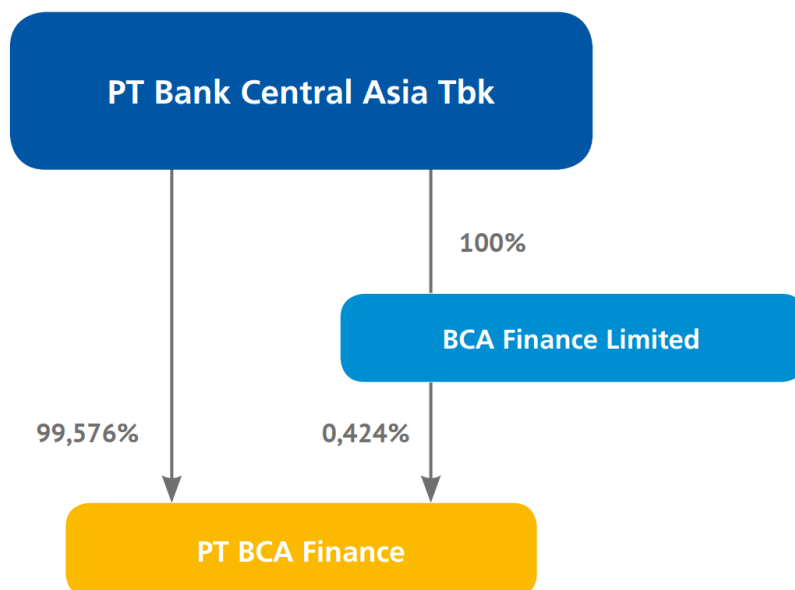 PT Bank Central Asia Tbk
100%
BCA Finance Limited
99,576%
0,424%
PT BCA Finance